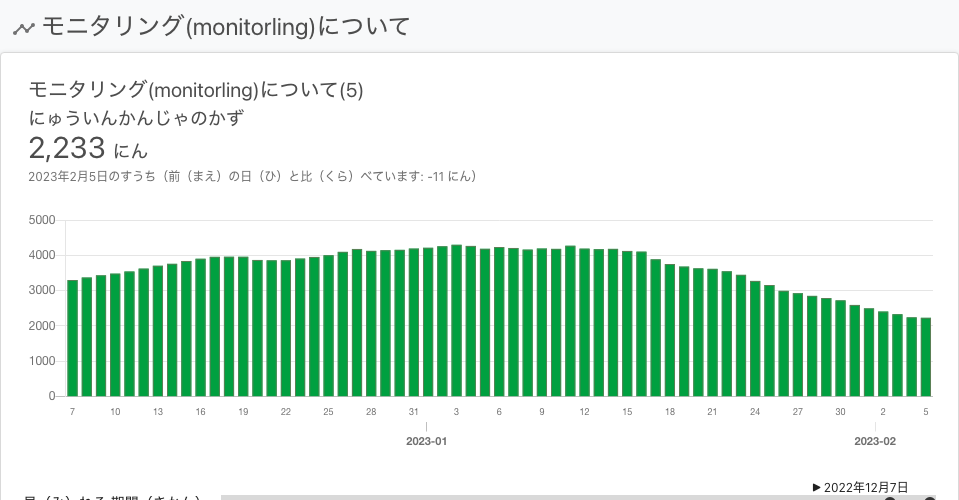 モニタリング(monitorling)について
モニタリング(monitorling)について(5)
にゅういんかんじゃのかず
2,233 にん
2023年2月5日のすうち（前（まえ）の日（ひ）と比（くら）べています: -11 にん）
5000
4000
3000
2000
1000
0
7 10 13 16 19 22 25 28 31 3 6 9 12 15 18 21 24 27 30 2 5
2023-01 2023-02
▶ 2022年12月7日